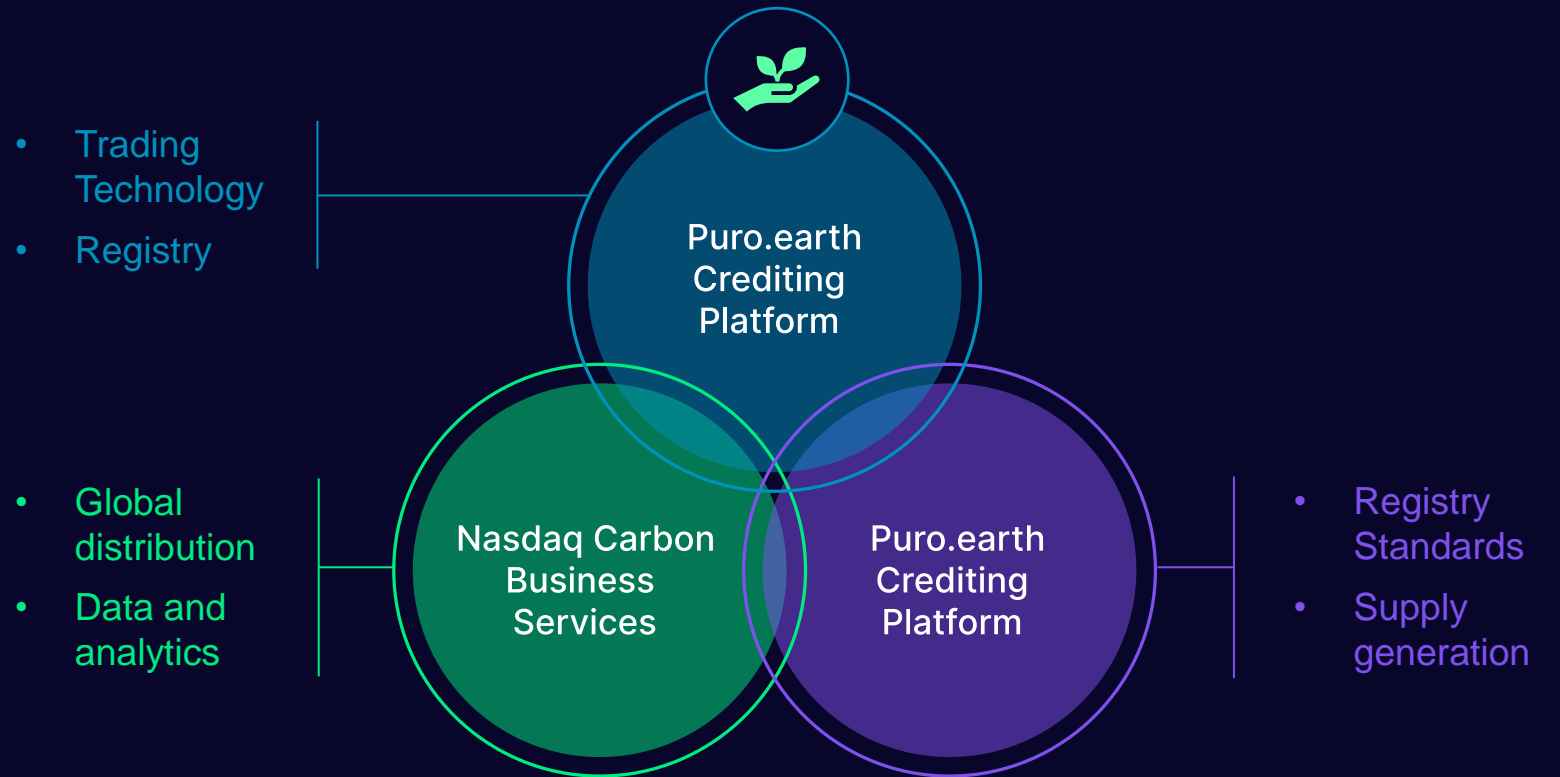 • Trading
Technology
• Registry
Puro.earth
Crediting
Platform
• Global
distribution
• Data and
analytics
Nasdaq Carbon
Business
Services
Puro.earth
Crediting
Platform
• Registry
Standards
• Supply
generation